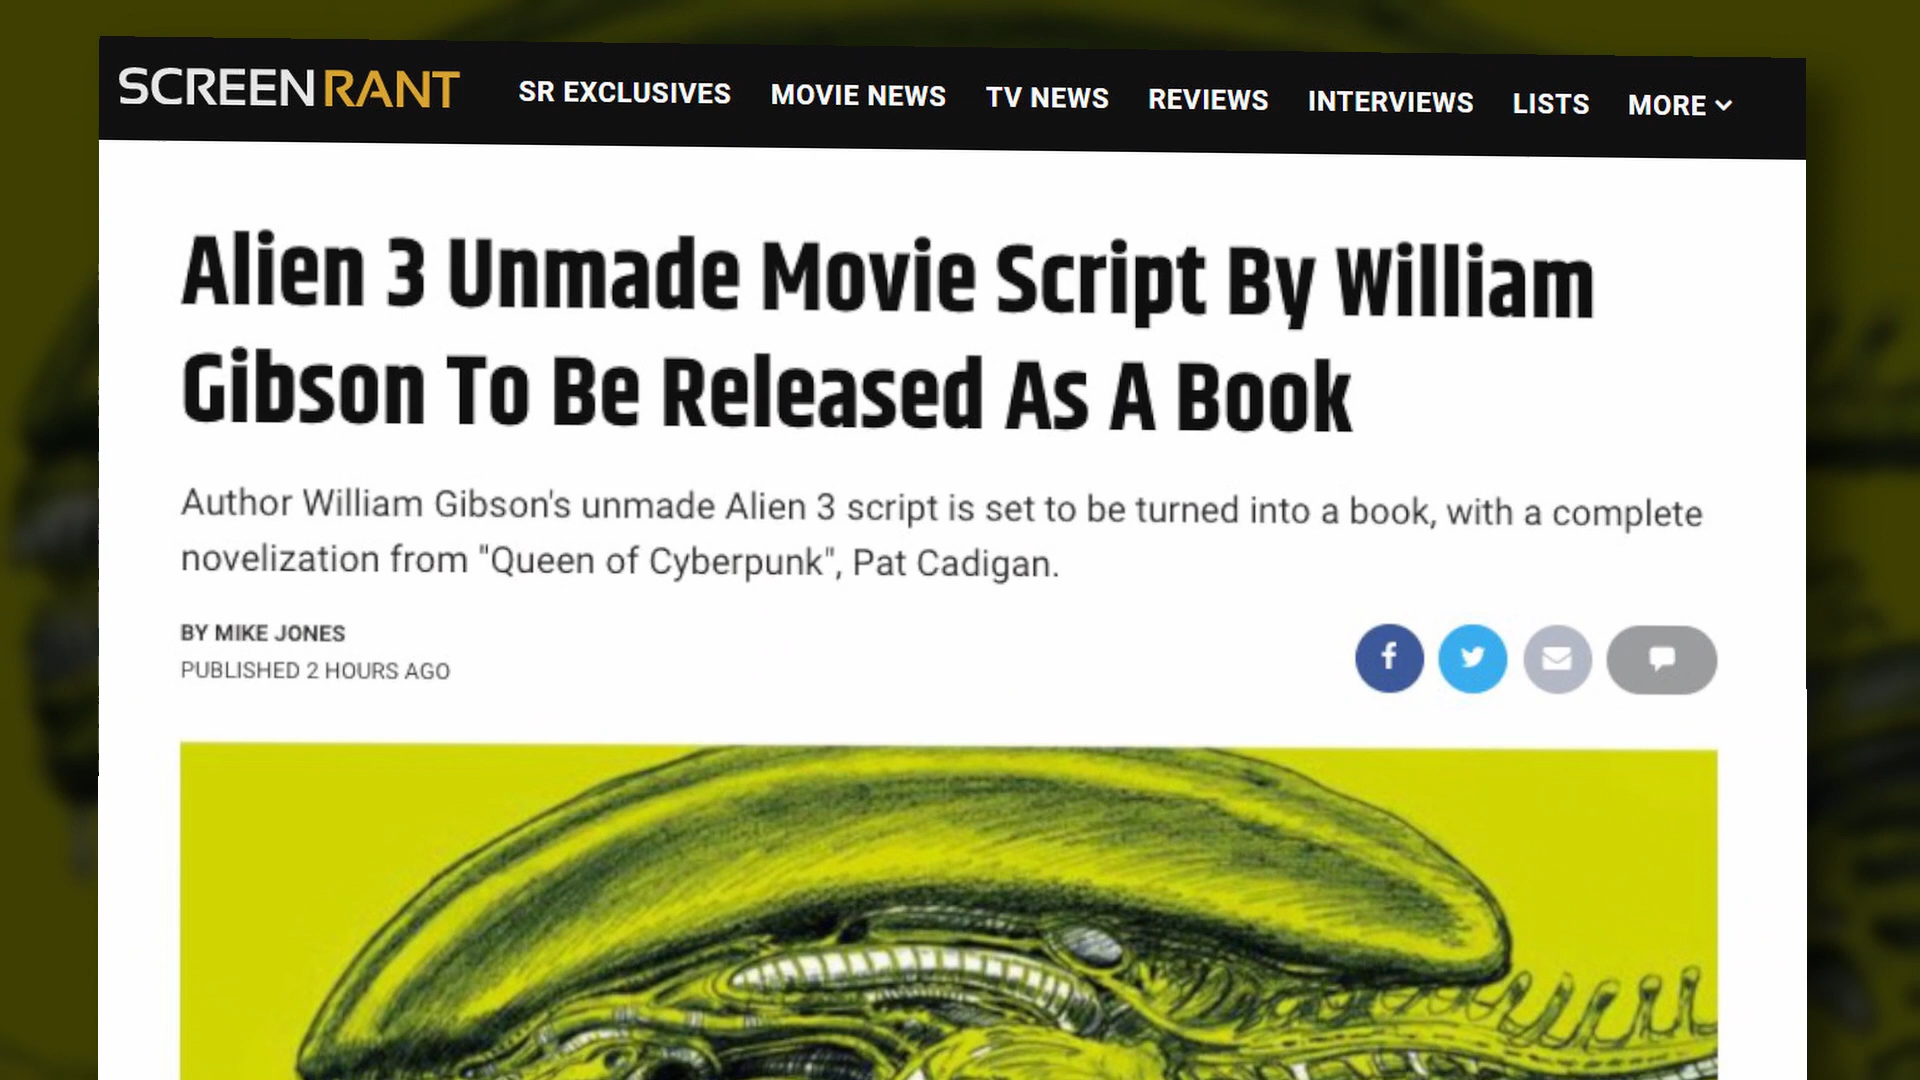 SCREENRANT SR EXCLUSIVES MOVIE NEWS TV NEWS REVIEWS INTERVIEWS LISTS MORE
Alien 3 Unmade Movie Script By William
Gibson To Be Released As A Book
Author William Gibson's unmade Alien 3 script is set to be turned into a book, with a complete
novelization from "Queen of Cyberpunk", Pat Cadigan.
BY MIKE JONES
PUBLISHED 2 HOURS AGO